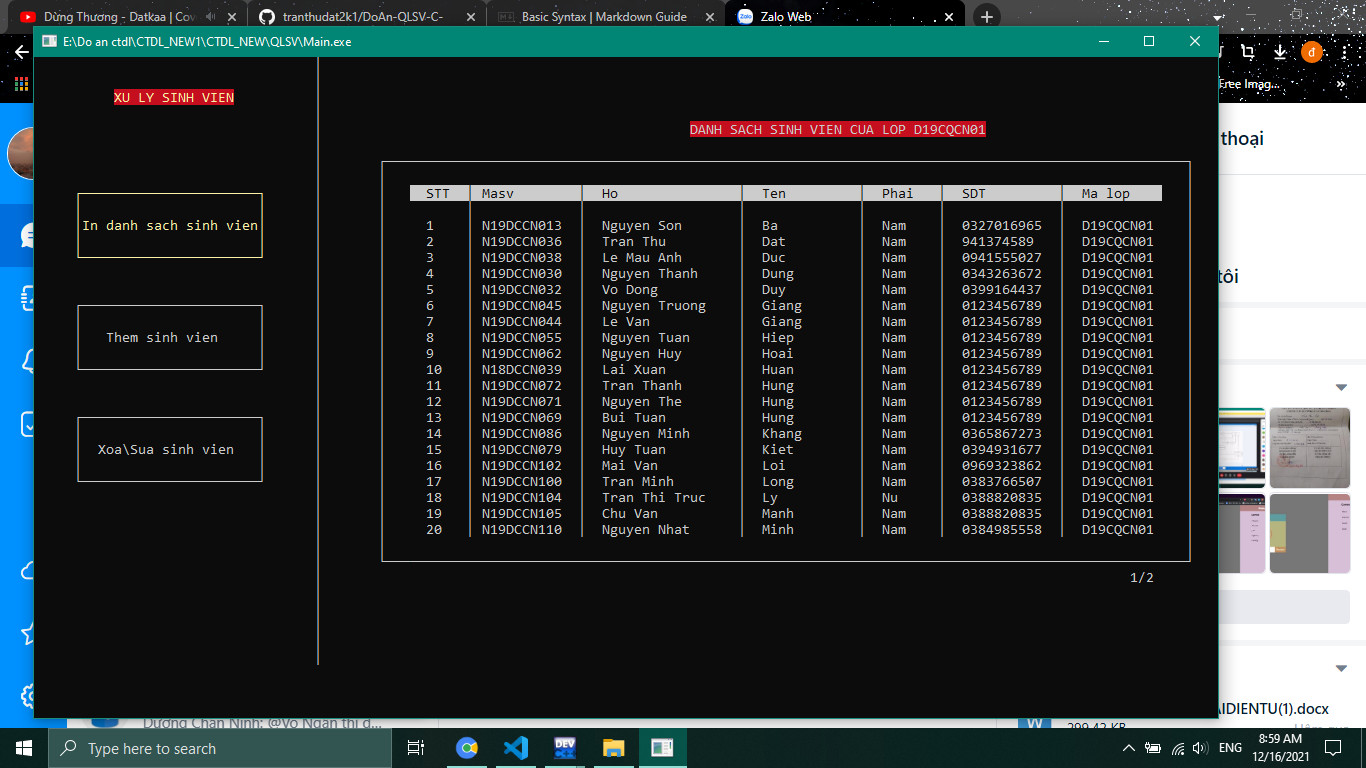 Dừng Thương - Datkaa | Cov
tranthudat2k1/DoAn-QLSV-C-
Basic Syntax | Markdown Guide
Zalo Web
E:\Do an ctdl\CTDL_NEW1\CTDL_NEW\QLSV\Main.exe
đ
Free Imag...
XU LY SINH VIEN
In danh sach sinh vien
Them sinh vien
Xoa\Sua sinh vien
DANH SACH SINH VIEN CUA LOP D19CQCN01
STT Masv Ho Ten Phai SDT Ma lop
1 N19DCCN013 Nguyen Son Ba Nam 0327016965 D19CQCN01
2 N19DCCN036 Tran Thu Dat Nam 941374589 D19CQCN01
3 N19DCCN038 Le Mau Anh Duc Nam 0941555027 D19CQCN01
4 N19DCCN030 Nguyen Thanh Dung Nam 0343263672 D19CQCN01
5 N19DCCN032 Vo Dong Duy Nam 0399164437 D19CQCN01
6 N19DCCN045 Nguyen Truong Giang Nam 0123456789 D19CQCN01
7 N19DCCN044 Le Van Giang Nam 0123456789 D19CQCN01
8 N19DCCN055 Nguyen Tuan Hiep Nam 0123456789 D19CQCN01
9 N19DCCN062 Nguyen Huy Hoai Nam 0123456789 D19CQCN01
10 N18DCCN039 Lai Xuan Huan Nam 0123456789 D19CQCN01
11 N19DCCN072 Tran Thanh Hung Nam 0123456789 D19CQCN01
12 N19DCCN071 Nguyen The Hung Nam 0123456789 D19CQCN01
13 N19DCCN069 Bui Tuan Hung Nam 0123456789 D19CQCN01
14 N19DCCN086 Nguyen Minh Khang Nam 0365867273 D19CQCN01
15 N19DCCN079 Huy Tuan Kiet Nam 0394931677 D19CQCN01
16 N19DCCN102 Mai Van Loi Nam 0969323862 D19CQCN01
17 N19DCCN100 Tran Minh Long Nam 0383766507 D19CQCN01
18 N19DCCN104 Tran Thi Truc Ly Nu 0388820835 D19CQCN01
19 N19DCCN105 Chu Van Manh Nam 0388820835 D19CQCN01
20 N19DCCN110 Nguyen Nhat Minh Nam 0384985558 D19CQCN01
1/2
thoại
tôi
AIDIENTU(1).docx
W
299.42 KB
Hôm qua
Dương Chấn Ninh: @Võ Ngân thì d...
Type here to search
DEV
ENG
8:59 AM
12/16/2021